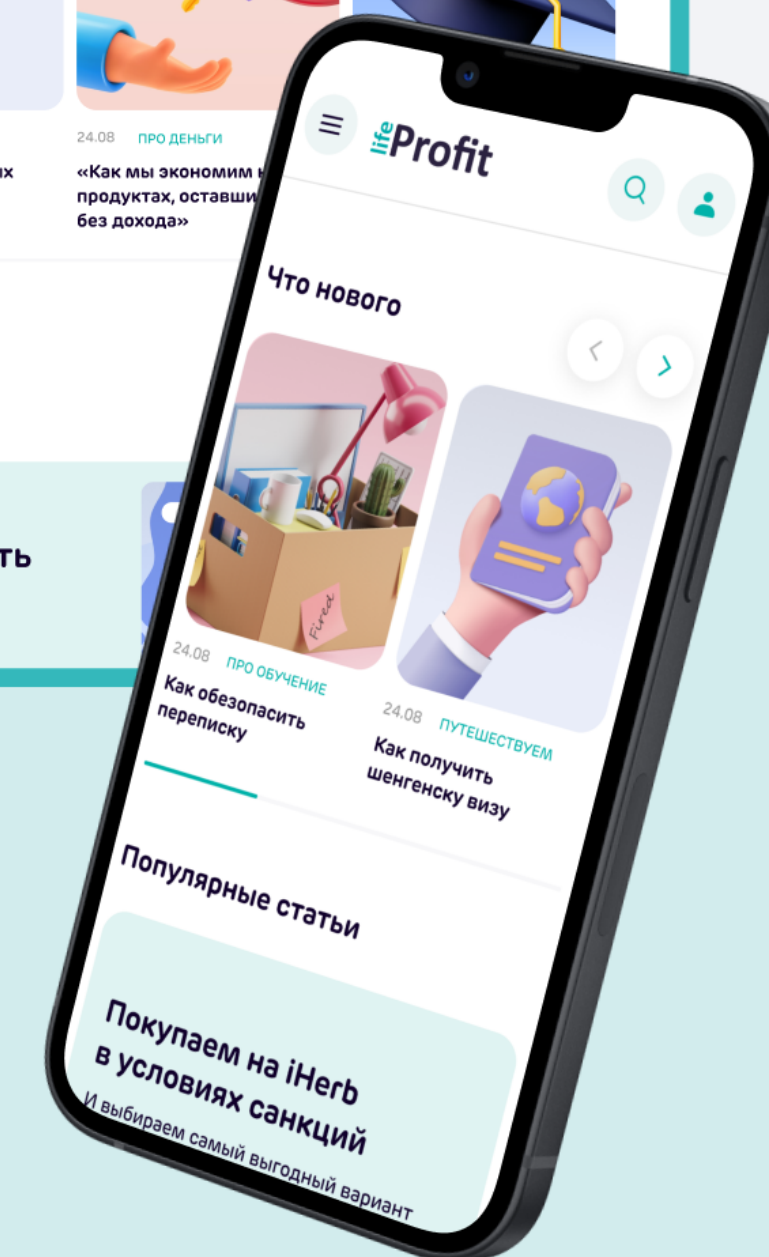 24.08 ПРО ДЕНЬГИ
«Как мы экономим
продуктах,
без дохода»
life Profit
Что нового
Fired
24.08 ПРО ОБУЧЕНИЕ
Как обезопасить
переписку
24.08 ПУТЕШЕСТВУЕМ
Как получить
шенгенску визу
Популярные статьи
Покупаем на iHerb
в условиях санкций
И выбираем самый выгодный вариант